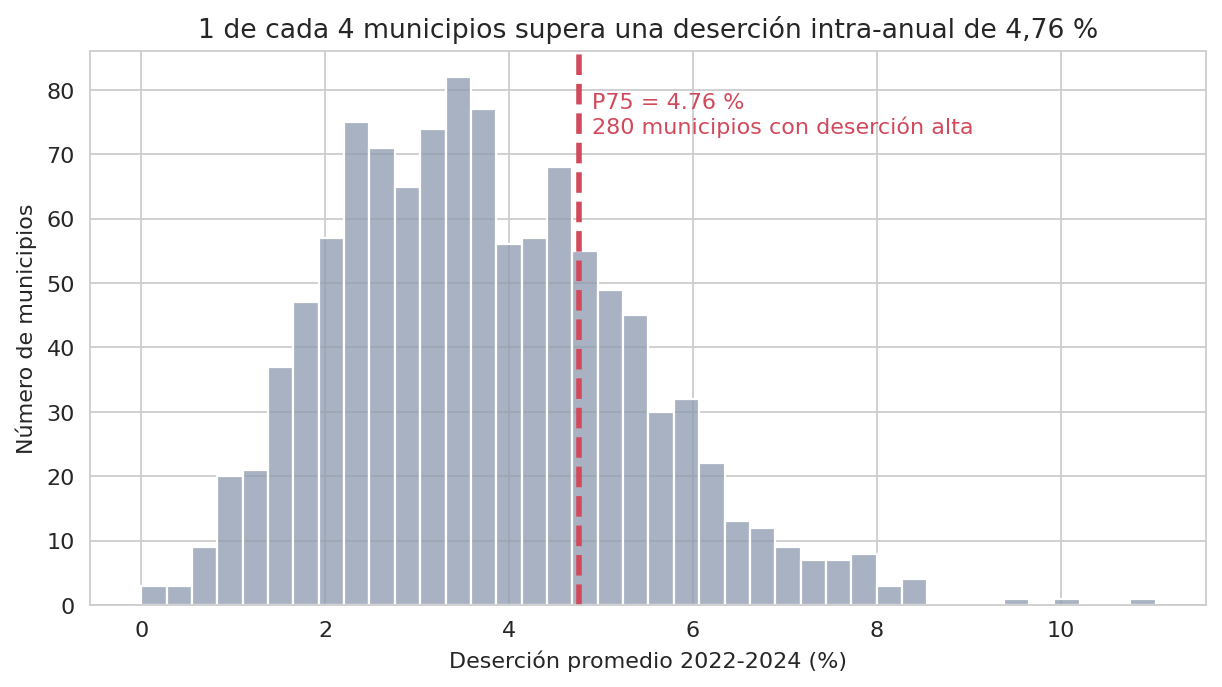 1 de cada 4 municipios supera una deserción intra-anual de 4,76 %
P75 = 4.76 %
280 municipios con deserción alta
Número de municipios
80
70
60
50
40
30
20
10
0
0 2 4 6 8 10
Deserción promedio 2022-2024 (%)